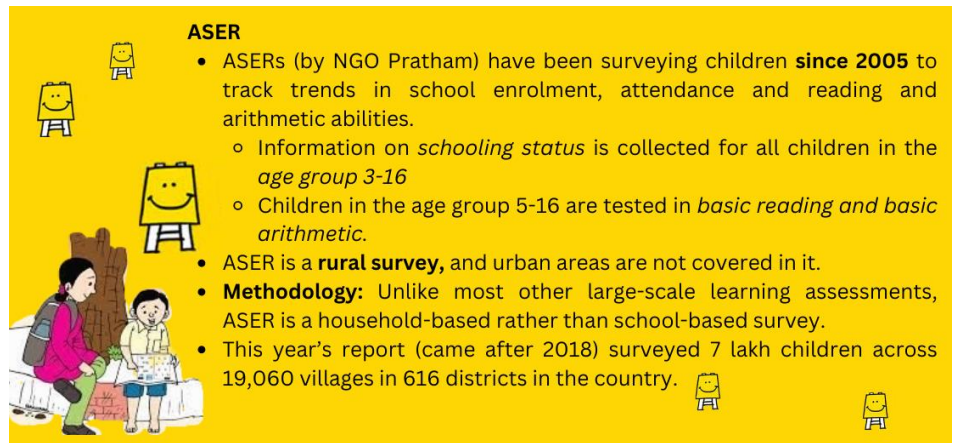 ASER
• ASERs (by NGO Pratham) have been surveying children since 2005 to
track trends in school enrolment, attendance and reading and
arithmetic abilities.
○ Information on schooling status is collected for all children in the
age group 3-16
○ Children in the age group 5-16 are tested in basic reading and basic
arithmetic.
• ASER is a rural survey, and urban areas are not covered in it.
• Methodology: Unlike most other large-scale learning assessments,
ASER is a household-based rather than school-based survey.
• This year's report (came after 2018) surveyed 7 lakh children across
19,060 villages in 616 districts in the country.